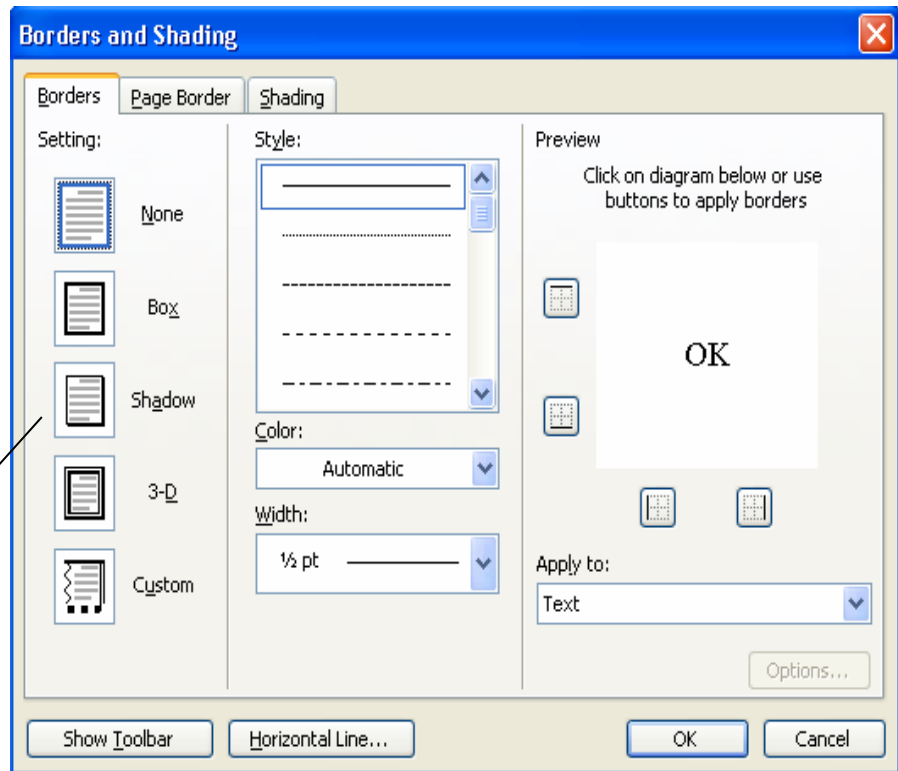 Borders and Shading
Borders Page Border Shading
Setting:
None
Box
Shadow
3-D
Custom
Style:
Color:
Automatic
Width:
½ pt
Preview
Click on diagram below or use
buttons to apply borders
OK
Apply to:
Text
Options...
Show Toolbar Horizontal Line... OK Cancel